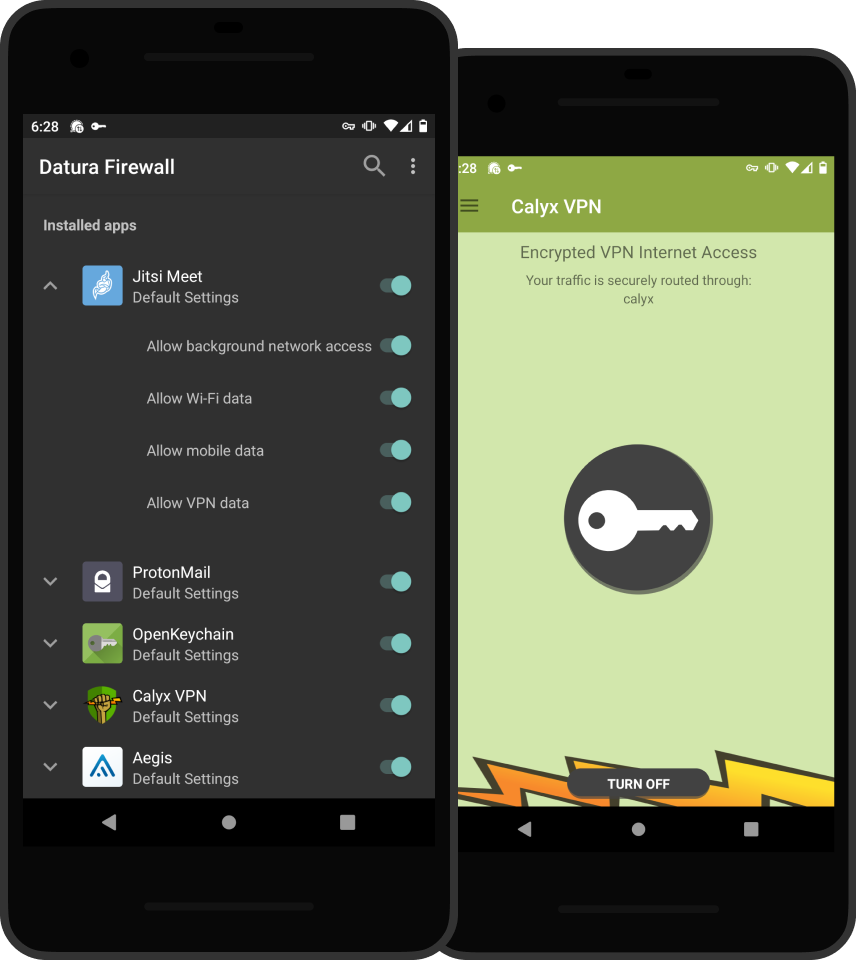 6:28
Datura Firewall
Installed apps
Jitsi Meet
Default Settings
Allow background network access
Allow Wi-Fi data
Allow mobile data
Allow VPN data
ProtonMail
Default Settings
OpenKeychain
Default Settings
Calyx VPN
Default Settings
Aegis
Default Settings
:28
Calyx VPN
Encrypted VPN Internet Access
Your traffic is securely routed through:
calyx
TURN OFF